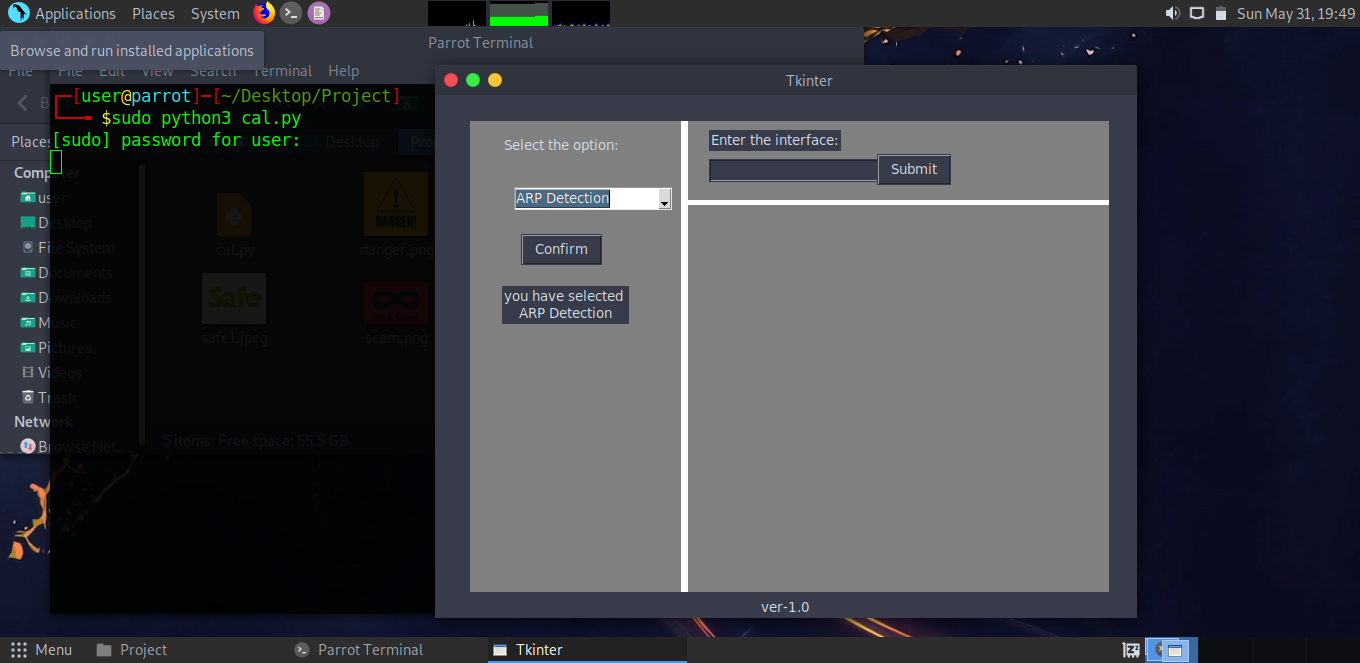 Applications Places System
Sun May 31, 19:49
Browse and run installed applications
Parrot Terminal
File
File Edit View Search Terminal Help
Tkinter
┌─[user@parrot]─[~/Desktop/Project]
└──╼ $sudo python3 cal.py
[sudo] password for user:
Places
Desktop
Pro
Computer
user
Desktop
File System
Documents
Downloads
Music
Pictures
Videos
Trash
Network
Browse Net...
cal.py
danger.png
DANGER!
Safe
safe1.jpeg
scam.png
5 items, Free space: 55.5 GB
Select the option:
ARP Detection
Confirm
you have selected
ARP Detection
Enter the interface:
Submit
ver-1.0
Menu
Project
Parrot Terminal
Tkinter